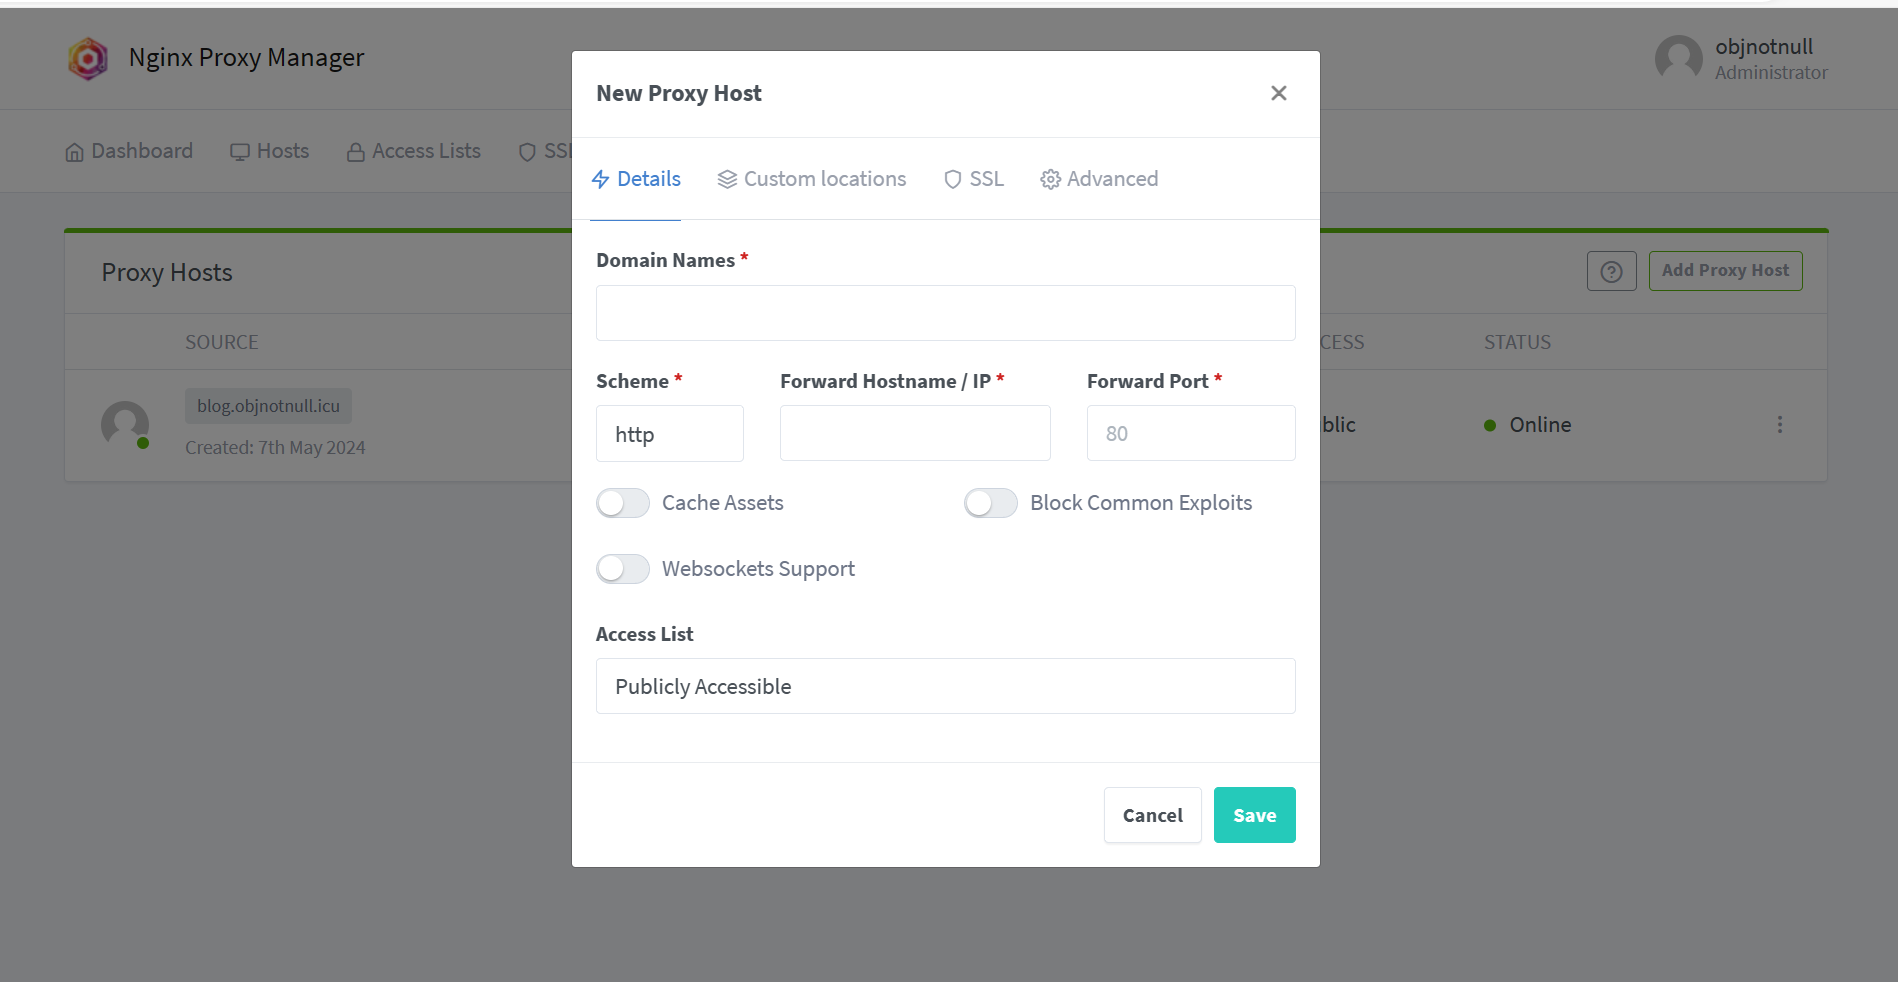 Nginx Proxy Manager
objnotnull
Administrator
Dashboard Hosts Access Lists SSL
Proxy Hosts
Add Proxy Host
SOURCE STATUS
blog.objnotnull.icu
Created: 7th May 2024
Online
New Proxy Host
Details Custom locations SSL Advanced
Domain Names *
Scheme * Forward Hostname / IP * Forward Port *
http 80
Cache Assets Block Common Exploits
Websockets Support
Access List
Publicly Accessible
Cancel Save